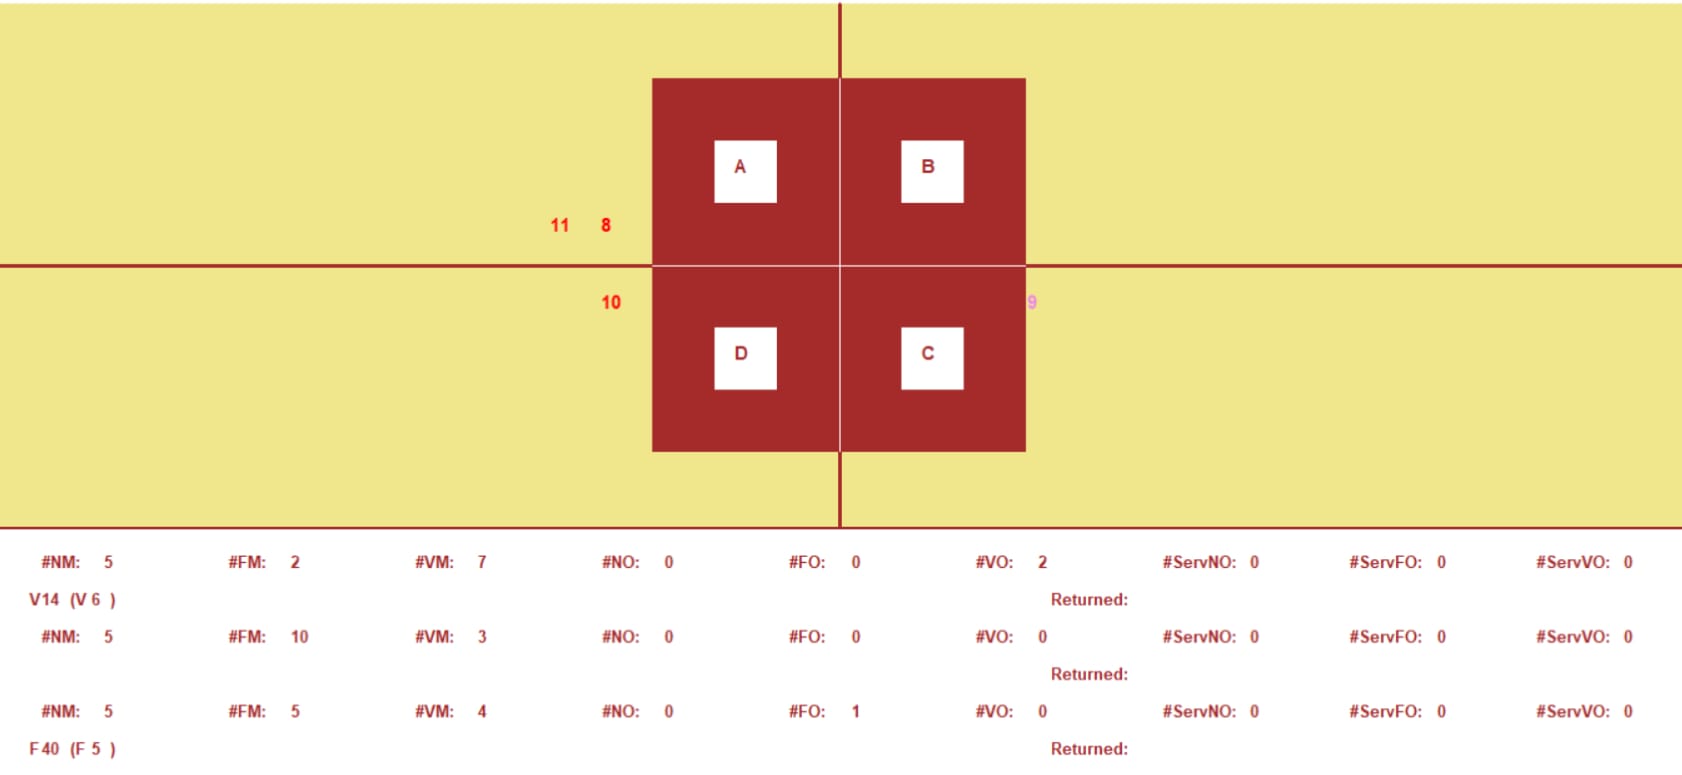 A B
11 8
10 9
D C
#NM: 5 #FM: 2 #VM: 7 #NO: 0 #FO: 0 #VO: 2 #ServNO: 0 #ServFO: 0 #ServVO: 0
V14 (V 6 ) Returned:
#NM: 5 #FM: 10 #VM: 3 #NO: 0 #FO: 0 #VO: 0 #ServNO: 0 #ServFO: 0 #ServVO: 0
Returned:
#NM: 5 #FM: 5 #VM: 4 #NO: 0 #FO: 1 #VO: 0 #ServNO: 0 #ServFO: 0 #ServVO: 0
F40 (F 5 ) Returned: